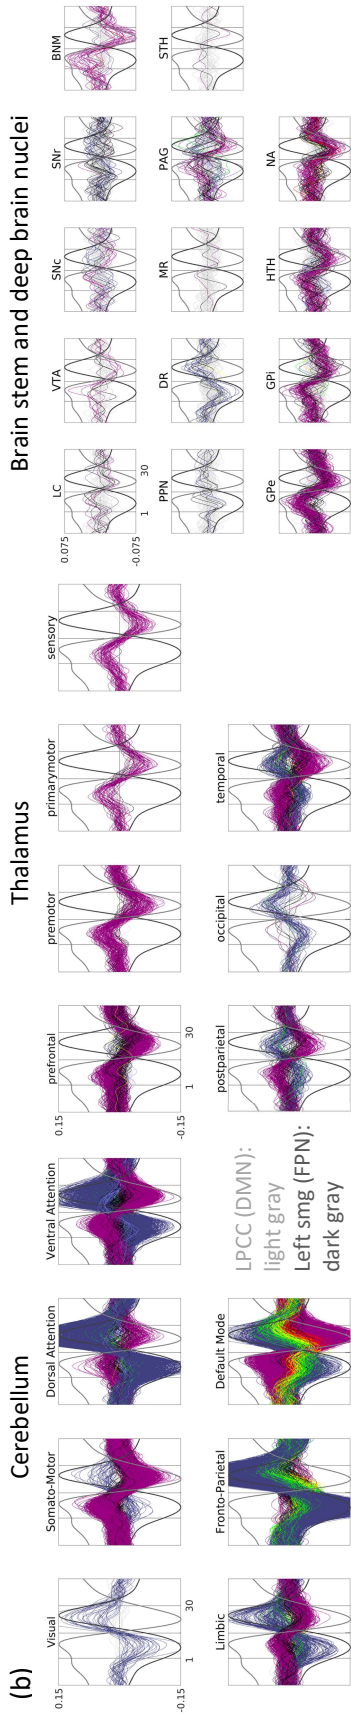 (b)
Cerebellum
Thalamus
Brain stem and deep brain nuclei
Visual
Somato-Motor
Dorsal Attention
Ventral Attention
0.15
-0.15
1
30
Limbic
Fronto-Parietal
Default Mode
LPCC (DMN):
light gray
Left smg (FPN):
dark gray
prefrontal
premotor
primarymotor
sensory
0.15
-0.15
1
30
postparietal
occipital
temporal
LC
VTA
SNc
SNr
BNM
0.075
-0.075
1
30
PPN
DR
MR
PAG
STH
GPe
GPi
HTH
NA